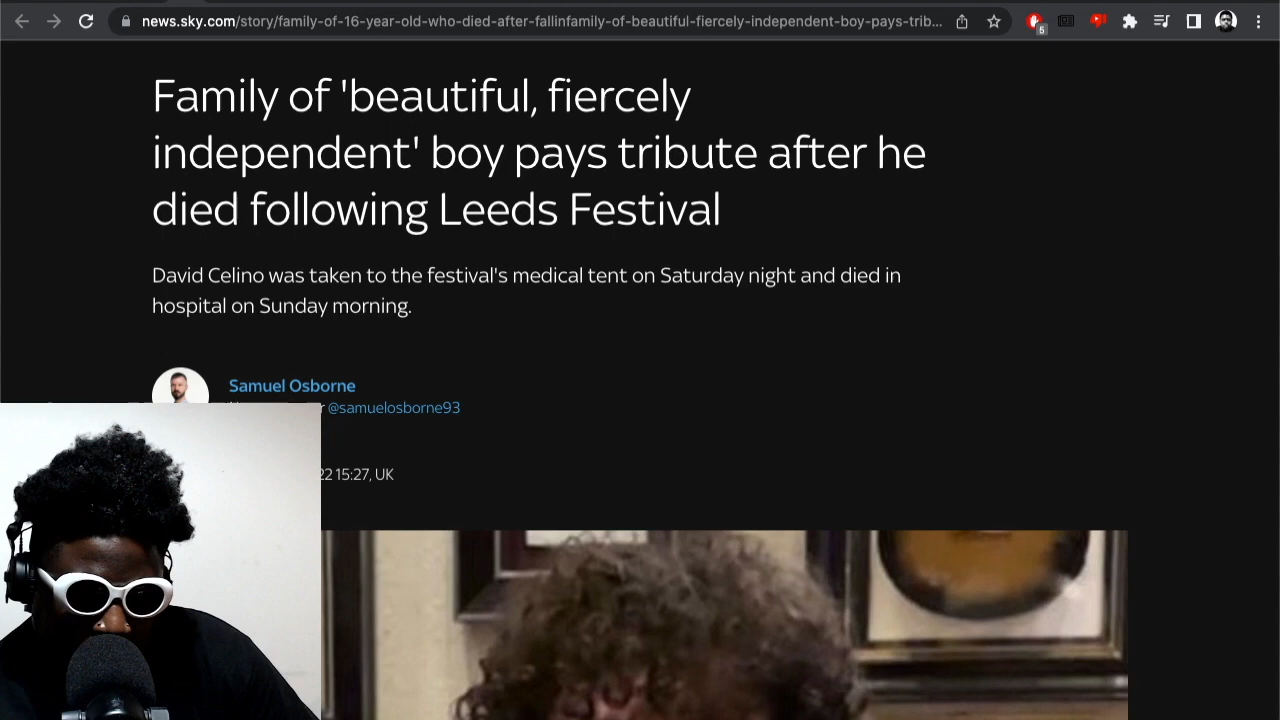 news.sky.com/story/family-of-16-year-old-who-died-after-fallinfamily-of-beautiful-fiercely-independent-boy-pays-trib...
5
Family of 'beautiful, fiercely
independent' boy pays tribute after he
died following Leeds Festival
David Celino was taken to the festival's medical tent on Saturday night and died in
hospital on Sunday morning.
Samuel Osborne
r @samuelosborne93
22 15:27, UK